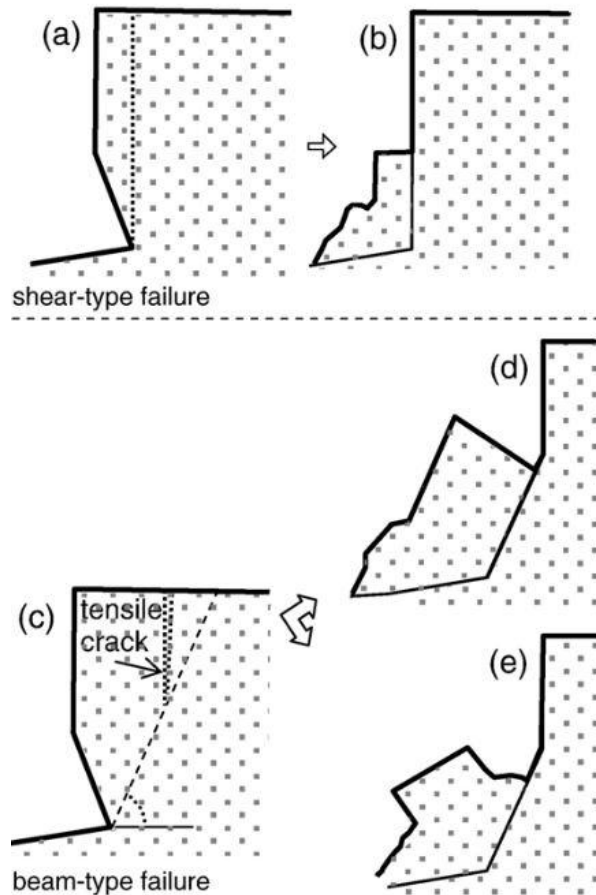 (a)
(b)
shear-type failure
(d)
(c)
tensile
crack
(e)
beam-type failure